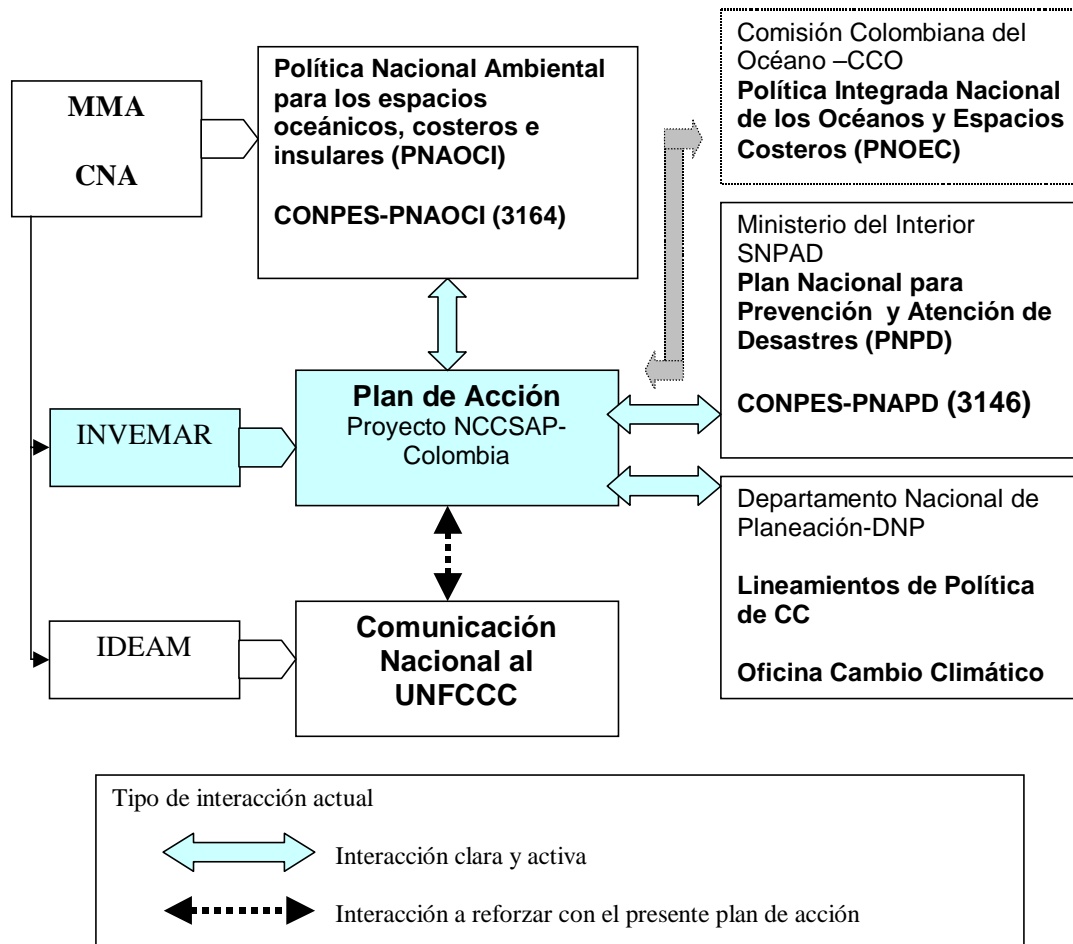 MMA
CNA
Política Nacional Ambiental
para los espacios
oceánicos, costeros e
insulares (PNAOCI)
CONPES-PNAOCI (3164)
Comisión Colombiana del
Océano –CCO
Política Integrada Nacional
de los Océanos y Espacios
Costeros (PNOEC)
Ministerio del Interior
SNPAD
Plan Nacional para
Prevención y Atención de
Desastres (PNPD)
CONPES-PNAPD (3146)
INVEMAR
Plan de Acción
Proyecto NCCSAP-
Colombia
Departamento Nacional de
Planeación-DNP
Lineamientos de Política
de CC
Oficina Cambio Climático
IDEAM
Comunicación
Nacional al
UNFCCC
Tipo de interacción actual
Interacción clara y activa
Interacción a reforzar con el presente plan de acción